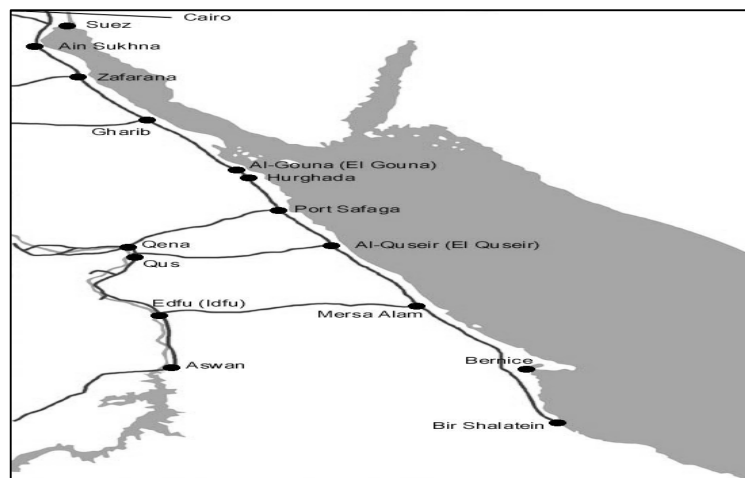 Cairo
Suez
Ain Sukhna
Zafarana
Gharib
Al-Gouna (El Gouna)
Hurghada
Port Safaga
Qena
Al-Quseir (El Quseir)
Qus
Edfu (Idfu)
Mersa Alam
Bernice
Aswan
Bir Shalatein